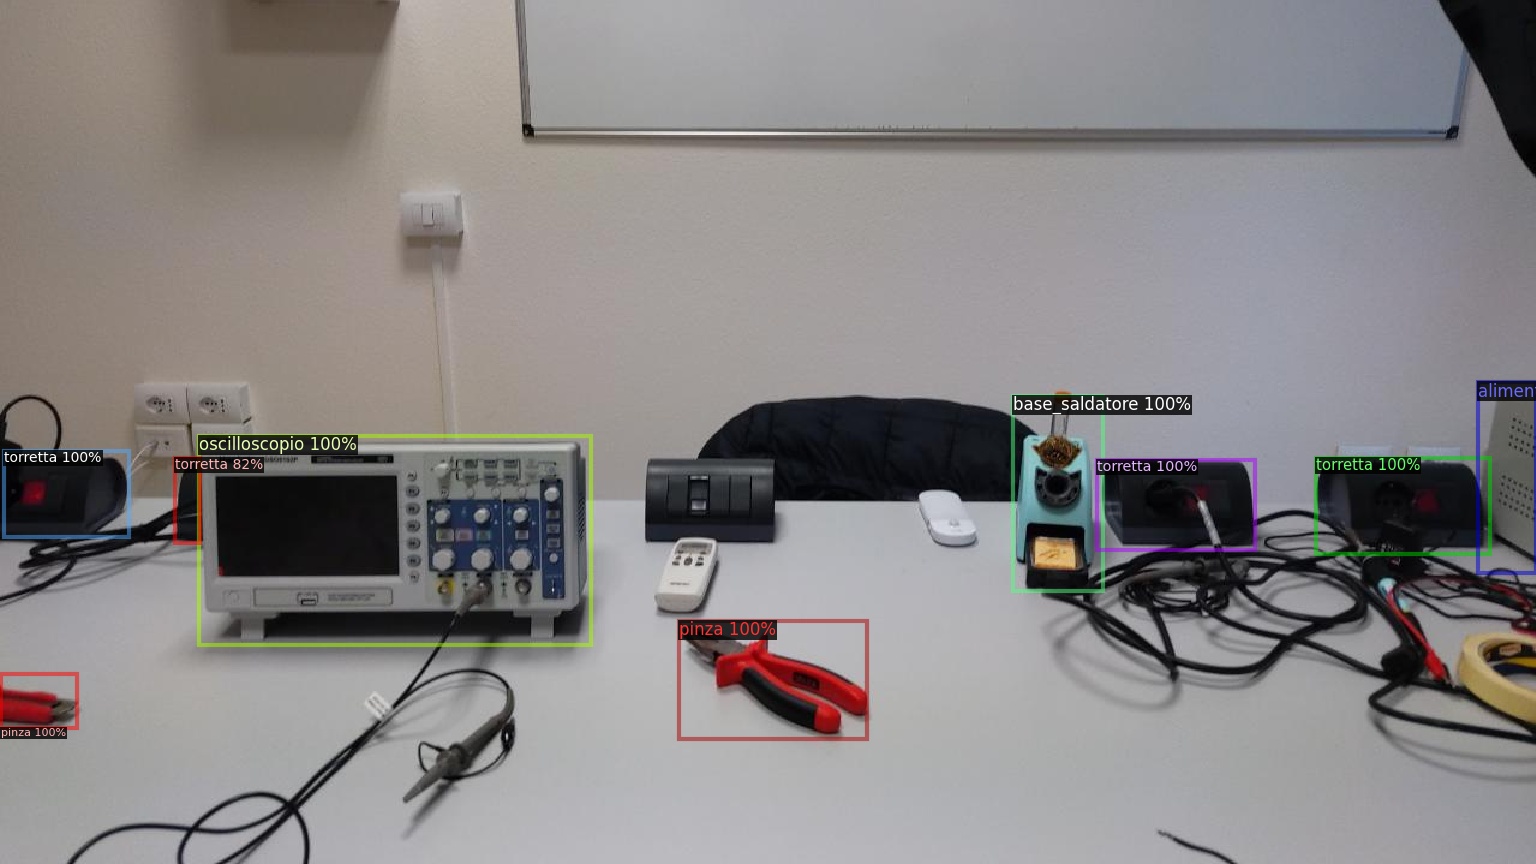 alimen
base_saldatore 100%
oscilloscopio 100%
torretta 100%
torretta 82%
torretta 100%
torretta 100%
pinza 100%
pinza 100%